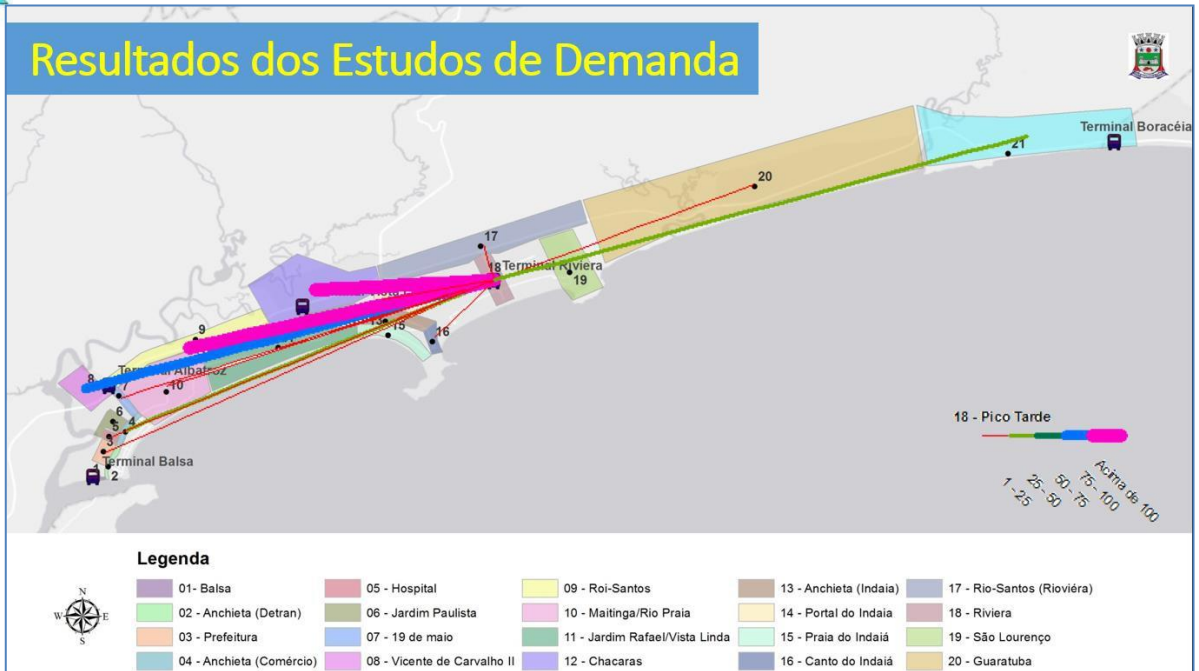 Resultados dos Estudos de Demanda
Terminal Boracéia
21
20
17
18
Terminal Riviera
19
9
15
16
8
Terminal Albatroz
7
10
6
5
4
3
Terminal Balsa
1
2
18 - Pico Tarde
1 - 25
25 - 50
50 - 75
75 - 100
Acima de 100
Legenda
N
W
E
S
01- Balsa
02 - Anchieta (Detran)
03 - Prefeitura
04 - Anchieta (Comércio)
05 - Hospital
06 - Jardim Paulista
07 - 19 de maio
08 - Vicente de Carvalho II
09 - Roi-Santos
10 - Maitinga/Rio Praia
11 - Jardim Rafael/Vista Linda
12 - Chacaras
13 - Anchieta (Indaia)
14 - Portal do Indaia
15 - Praia do Indaiá
16 - Canto do Indaiá
17 - Rio-Santos (Rioviéra)
18 - Riviera
19 - São Lourenço
20 - Guaratuba